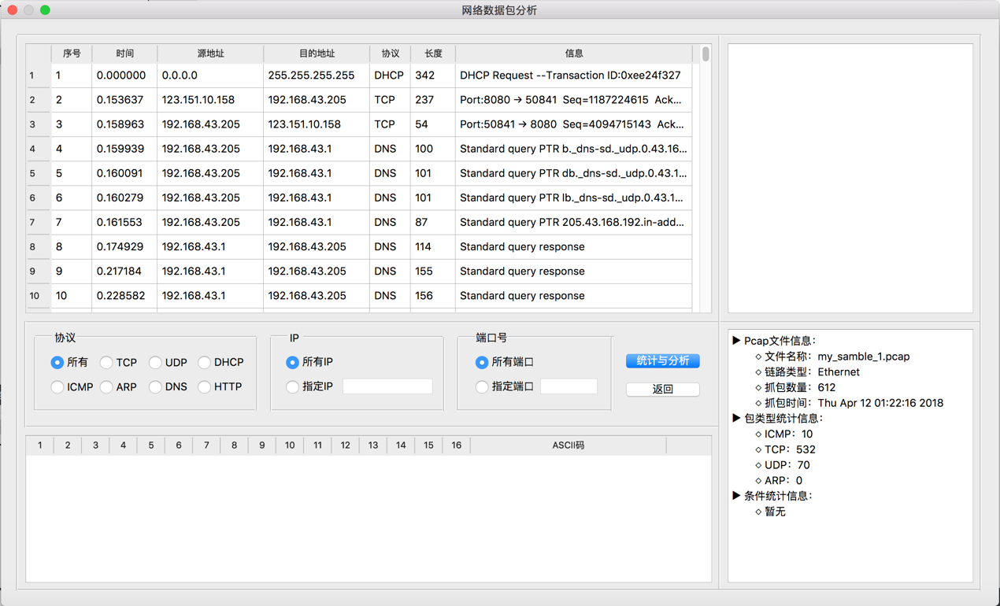 网络数据包分析
序号 时间 源地址 目的地址 协议 长度 信息
1 1 0.000000 0.0.0.0 255.255.255.255 DHCP 342 DHCP Request --Transaction ID:0xee24f327
2 2 0.153637 123.151.10.158 192.168.43.205 TCP 237 Port:8080 → 50841 Seq=1187224615 Ack...
3 3 0.158963 192.168.43.205 123.151.10.158 TCP 54 Port:50841 → 8080 Seq=4094715143 Ack...
4 4 0.159939 192.168.43.205 192.168.43.1 DNS 100 Standard query PTR b._dns-sd._udp.0.43.16...
5 5 0.160091 192.168.43.205 192.168.43.1 DNS 101 Standard query PTR db._dns-sd._udp.0.43.1...
6 6 0.160279 192.168.43.205 192.168.43.1 DNS 101 Standard query PTR lb._dns-sd._udp.0.43.1...
7 7 0.161553 192.168.43.205 192.168.43.1 DNS 87 Standard query PTR 205.43.168.192.in-add...
8 8 0.174929 192.168.43.1 192.168.43.205 DNS 114 Standard query response
9 9 0.217184 192.168.43.1 192.168.43.205 DNS 155 Standard query response
10 10 0.228582 192.168.43.1 192.168.43.205 DNS 156 Standard query response
协议
所有 TCP UDP DHCP
ICMP ARP DNS HTTP
IP
所有IP
指定IP
端口号
所有端口
指定端口
统计与分析
返回
1 2 3 4 5 6 7 8 9 10 11 12 13 14 15 16 ASCII码
▶ Pcap文件信息:
◇ 文件名称: my_samble_1.pcap
◇ 链路类型: Ethernet
◇ 抓包数量: 612
◇ 抓包时间: Thu Apr 12 01:22:16 2018
▶ 包类型统计信息:
◇ ICMP: 10
◇ TCP: 532
◇ UDP: 70
◇ ARP: 0
▶ 条件统计信息:
◇ 暂无